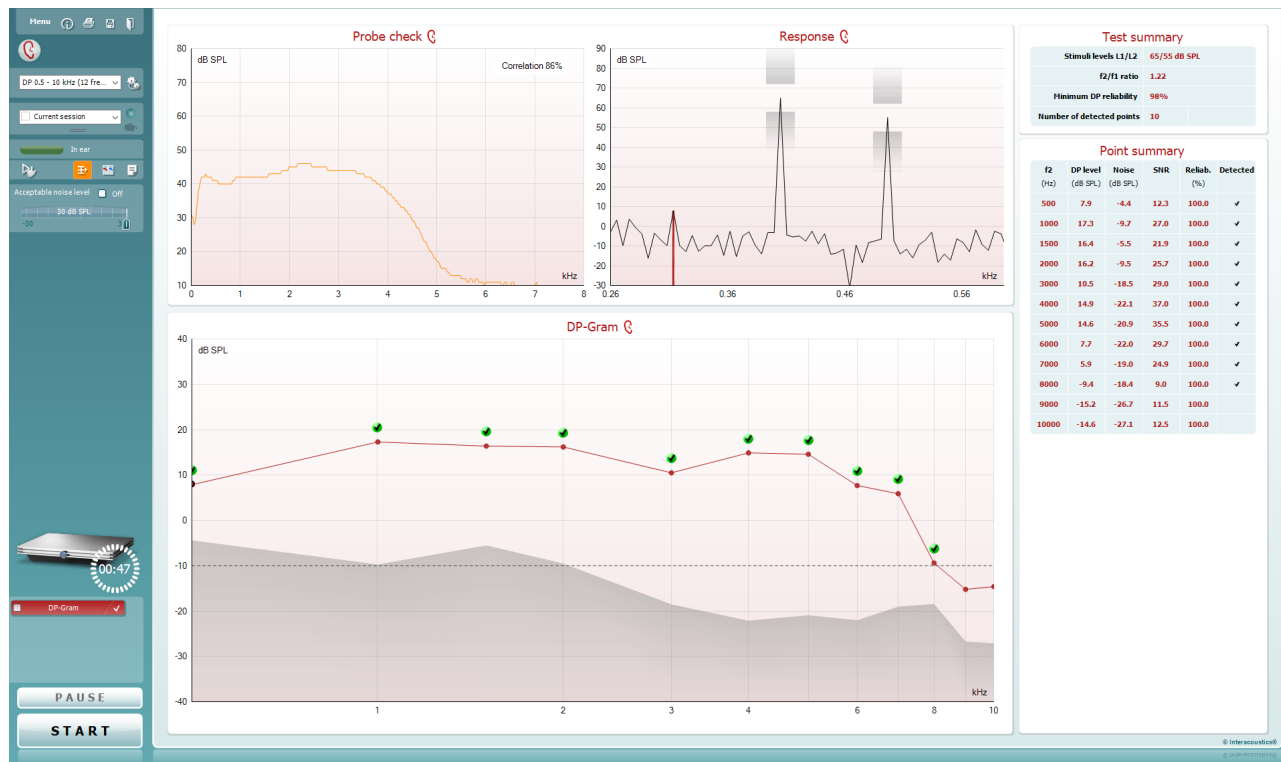 Menu
DP 0.5 - 10 kHz (12 fre...
Current session
In ear
Acceptable noise level Off
30 dB SPL
-30 3
00:47
DP-Gram
PAUSE
START
Probe check
80
70
60
50
40
30
20
10
dB SPL
Correlation 86%
kHz
0 1 2 3 4 5 6 7 8
Response
90
80
70
60
50
40
30
20
10
0
-10
-20
-30
dB SPL
kHz
0.26 0.36 0.46 0.56
DP-Gram
40
30
20
10
0
-10
-20
-30
-40
dB SPL
kHz
1 2 3 4 6 8 10
Test summary
Stimuli levels L1/L2 65/55 dB SPL
f2/f1 ratio 1.22
Minimum DP reliability 98%
Number of detected points 10
Point summary
f2 DP level Noise SNR Reliab. Detected
(Hz) (dB SPL) (dB SPL) (%)
500 7.9 -4.4 12.3 100.0
1000 17.3 -9.7 27.0 100.0
1500 16.4 -5.5 21.9 100.0
2000 16.2 -9.5 25.7 100.0
3000 10.5 -18.5 29.0 100.0
4000 14.9 -22.1 37.0 100.0
5000 14.6 -20.9 35.5 100.0
6000 7.7 -22.0 29.7 100.0
7000 5.9 -19.0 24.9 100.0
8000 -9.4 -18.4 9.0 100.0
9000 -15.2 -26.7 11.5 100.0
10000 -14.6 -27.1 12.5 100.0
© Interacoustics®